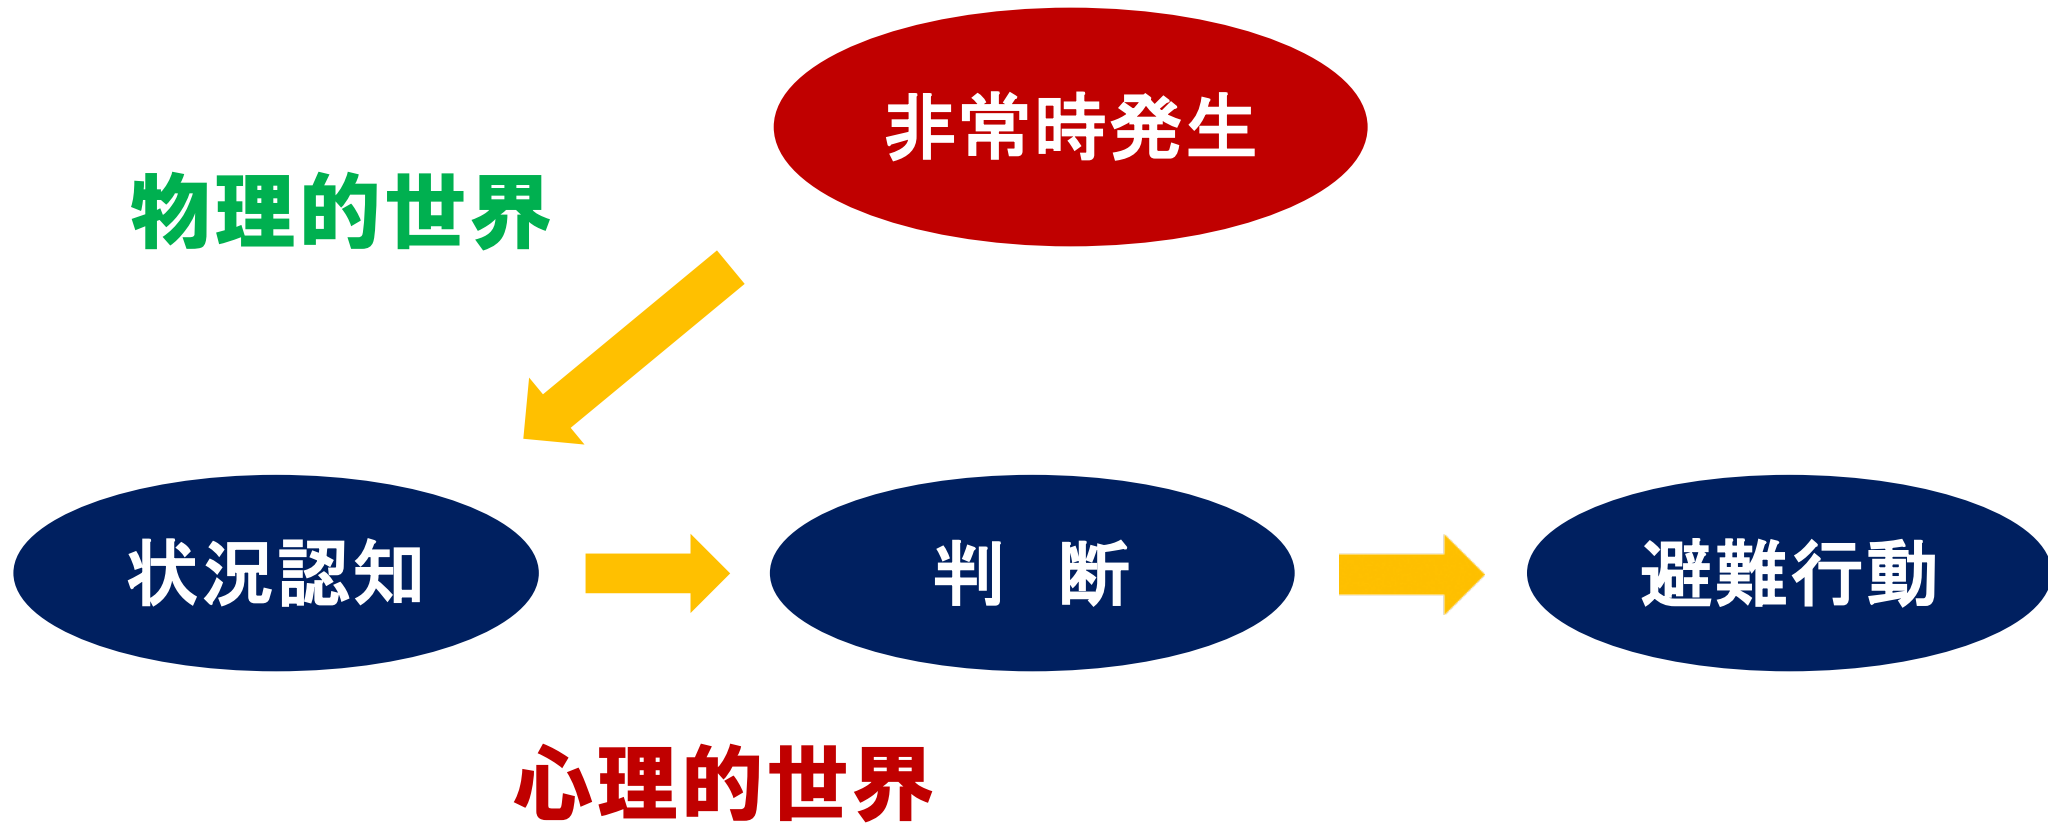 非常時発生
物理的世界
状況認知
判　断
避難行動
心理的世界